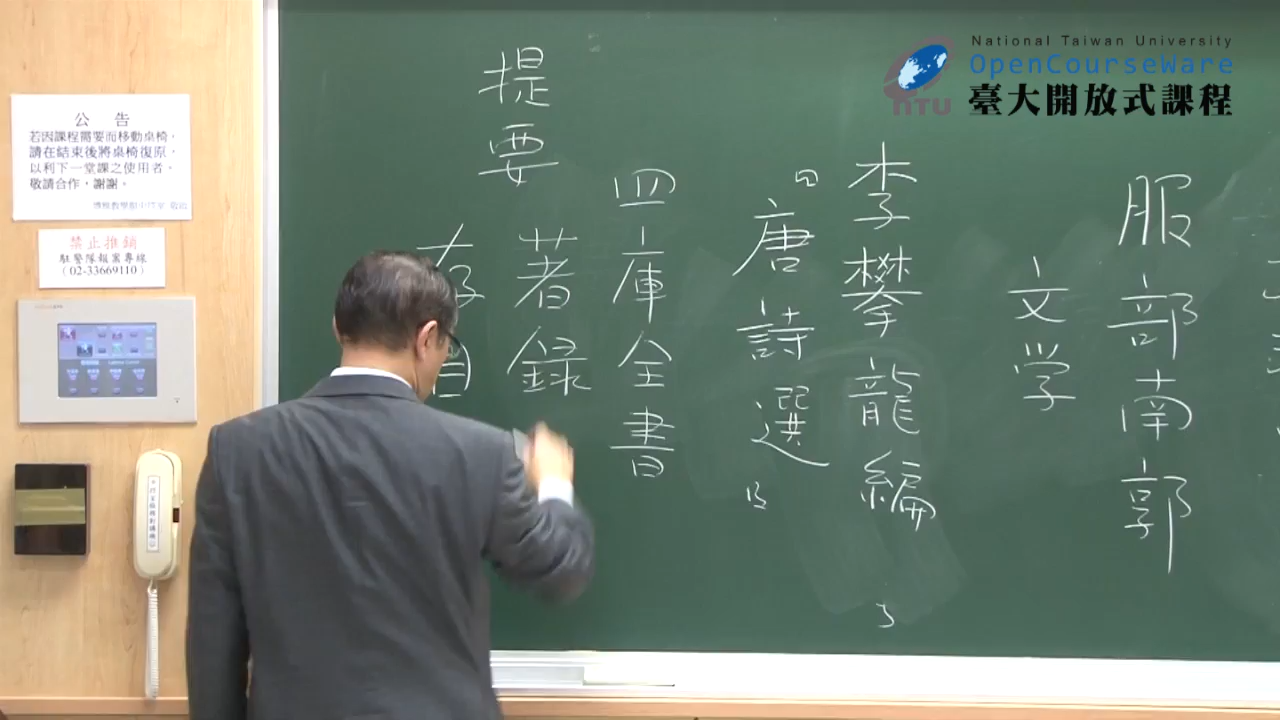 National Taiwan University
OpenCourseWare
臺大開放式課程
NTU
服部南郭
文学
李攀龍編
『唐詩選』
四庫全書
提要
著録
存目
公告
若因課程需要而移動桌椅，
請在結束後將桌椅復原，
以利下一堂課之使用者，
敬請合作，謝謝。
禁止推銷
駐警隊報案專線
（02-33669110）